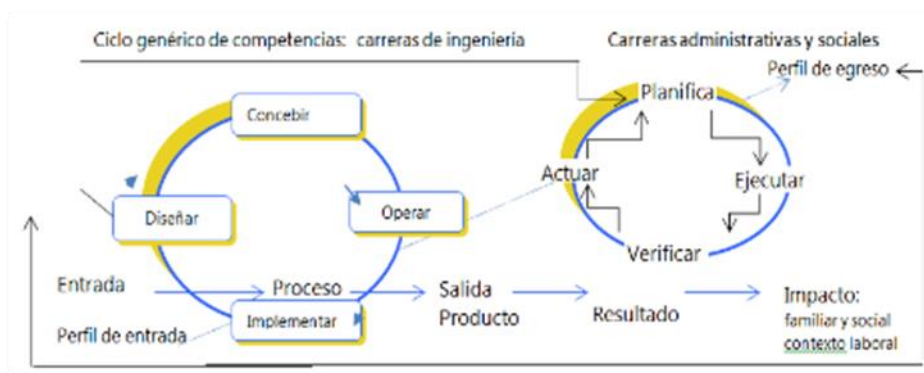 Ciclo genérico de competencias: carreras de ingenieria
Carreras administrativas y sociales
Perfil de egreso
Concebir
Planifica
Actuar
Ejecutar
Diseñar
Operar
Verificar
Entrada
Proceso
Salida
Producto
Resultado
Impacto:
familiar y social
contexto laboral
Perfil de entrada
Implementar